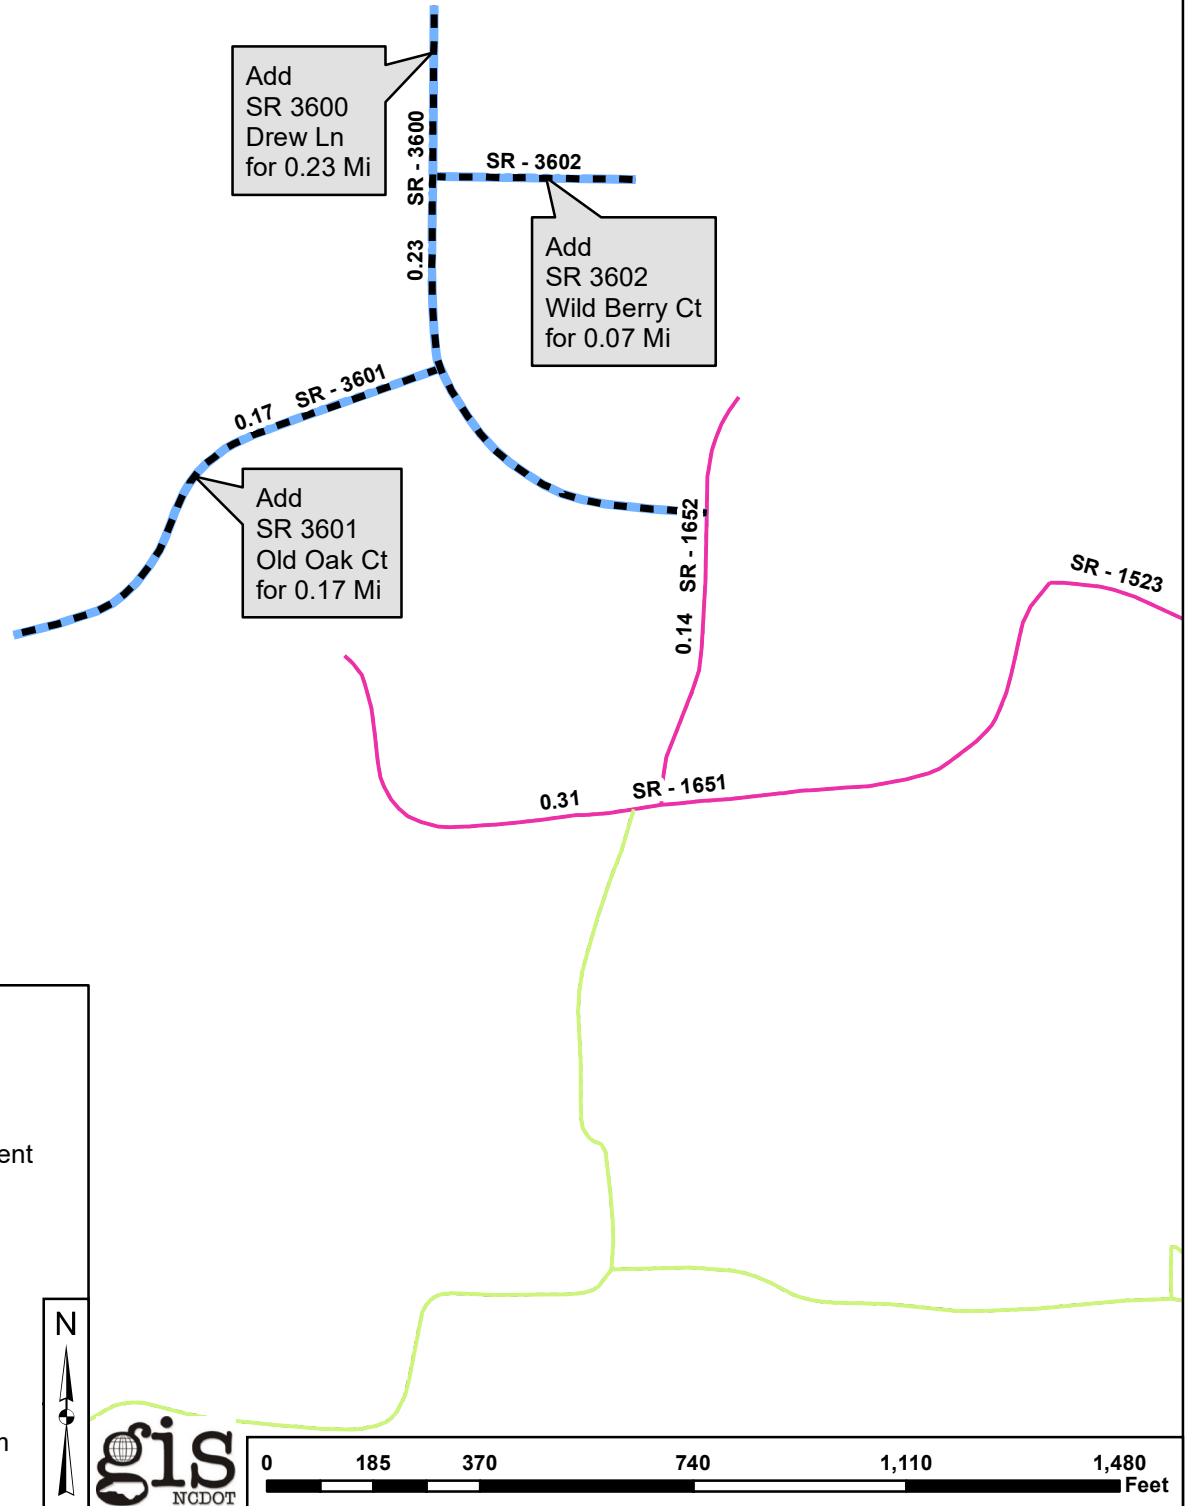 Add
SR 3600
Drew Ln
for 0.23 Mi
SR - 3600
0.23
SR - 3602
Add
SR 3602
Wild Berry Ct
for 0.07 Mi
0.17
SR - 3601
Add
SR 3601
Old Oak Ct
for 0.17 Mi
SR - 1652
0.14
SR - 1523
SR - 1651
0.31
ent
N
gis
NCDOT
0
185
370
740
1,110
1,480
Feet